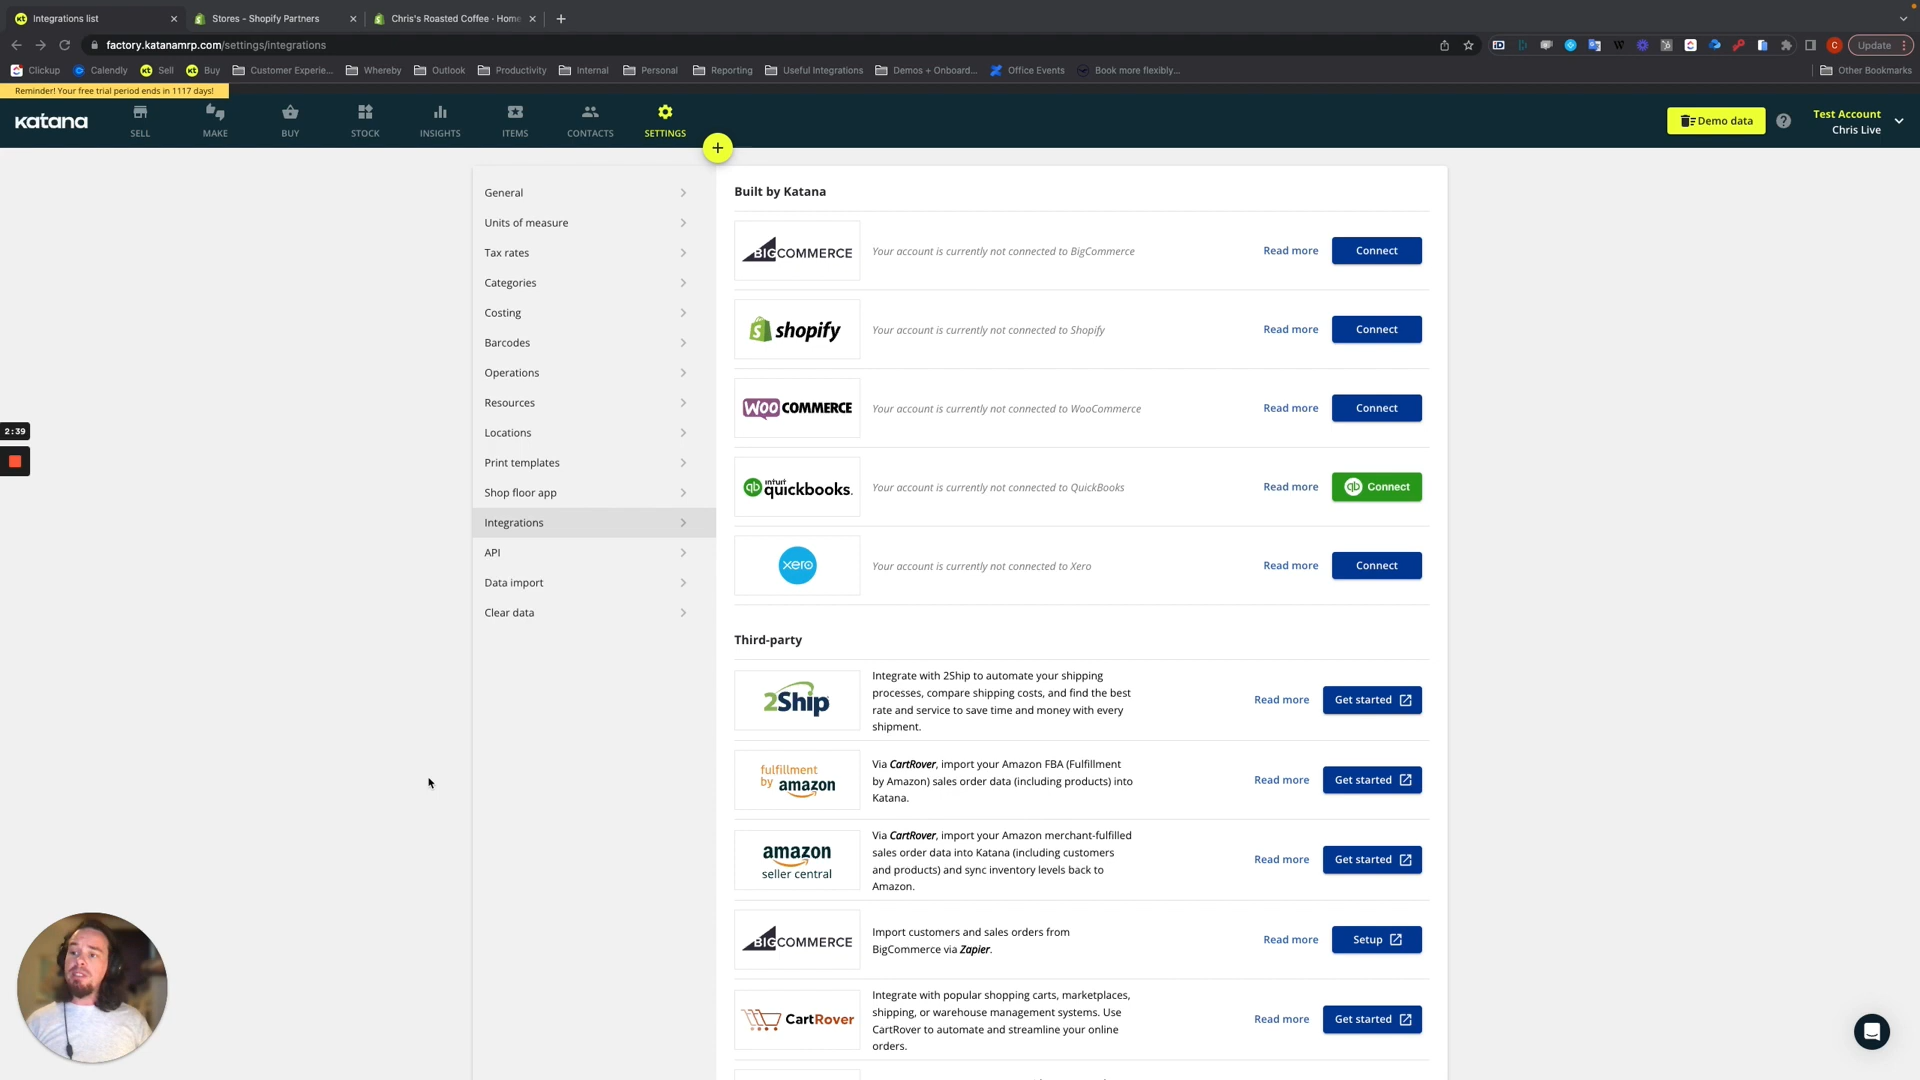 Integrations list
Stores - Shopify Partners
Chris's Roasted Coffee · Home
factory.katanamrp.com/settings/integrations
Update
Clickup
Calendly
Sell
Buy
Customer Experie...
Whereby
Outlook
Productivity
Internal
Personal
Reporting
Useful Integrations
Demos + Onboard...
Office Events
Book more flexibly...
Other Bookmarks
Reminder! Your free trial period ends in 1117 days!
katana
SELL
MAKE
BUY
STOCK
INSIGHTS
ITEMS
CONTACTS
SETTINGS
Demo data
Test Account
Chris Live
General
Units of measure
Tax rates
Categories
Costing
Barcodes
Operations
Resources
Locations
Print templates
Shop floor app
Integrations
API
Data import
Clear data
2:39
Built by Katana
BIGCOMMERCE
Your account is currently not connected to BigCommerce
Read more
Connect
shopify
Your account is currently not connected to Shopify
Read more
Connect
WOO COMMERCE
Your account is currently not connected to WooCommerce
Read more
Connect
intuit quickbooks.
Your account is currently not connected to QuickBooks
Read more
Connect
xero
Your account is currently not connected to Xero
Read more
Connect
Third-party
2Ship
Integrate with 2Ship to automate your shipping
processes, compare shipping costs, and find the best
rate and service to save time and money with every
shipment.
Read more
Get started
fulfillment
by amazon
Via CartRover, import your Amazon FBA (Fulfillment
by Amazon) sales order data (including products) into
Katana.
Read more
Get started
amazon
seller central
Via CartRover, import your Amazon merchant-fulfilled
sales order data into Katana (including customers
and products) and sync inventory levels back to
Amazon.
Read more
Get started
BIGCOMMERCE
Import customers and sales orders from
BigCommerce via Zapier.
Read more
Setup
CartRover
Integrate with popular shopping carts, marketplaces,
shipping, or warehouse management systems. Use
CartRover to automate and streamline your online
orders.
Read more
Get started